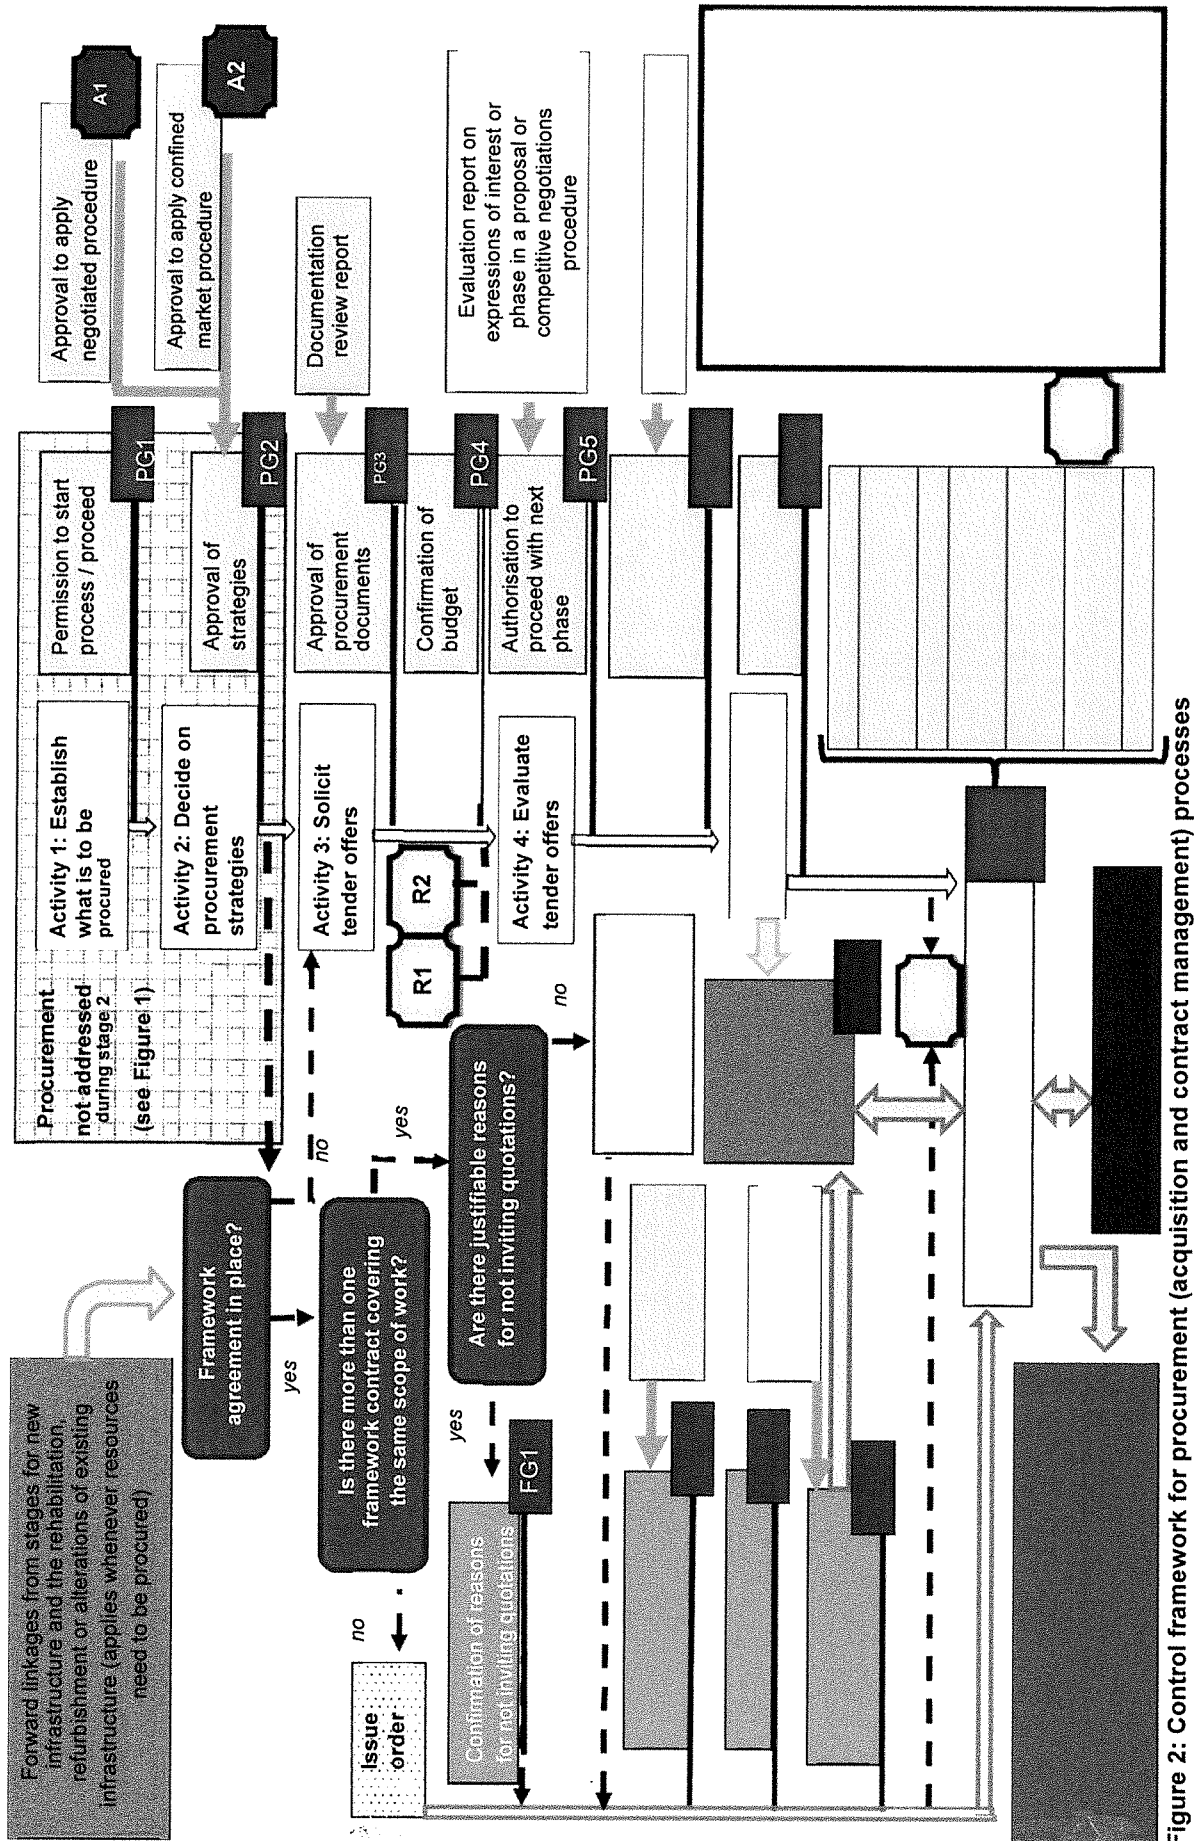 Forward linkages from stages for new
infrastructure and the rehabilitation,
refurbishment or alterations of existing
infrastructure (applies whenever resources
need to be procured)
Procurement
not addressed
during stage 2
(see Figure 1)
Activity 1: Establish
what is to be
procured
Permission to start
process / proceed
PG1
Approval to apply
negotiated procedure
A1
Activity 2: Decide on
procurement
strategies
Approval of
strategies
PG2
Approval to apply confined
market procedure
A2
Framework
agreement in place?
no
yes
Activity 3: Solicit
tender offers
Approval of
procurement
documents
PG3
Documentation
review report
Is there more than one
framework contract covering
the same scope of work?
yes
no
R1
R2
Confirmation of
budget
PG4
Issue
order
Are there justifiable reasons
for not inviting quotations?
yes
no
Activity 4: Evaluate
tender offers
Authorisation to
proceed with next
phase
PG5
Evaluation report on
expressions of interest or
phase in a proposal or
competitive negotiations
procedure
Confirmation of reasons
for not inviting quotations
FG1
Figure 2: Control framework for procurement (acquisition and contract management) processes